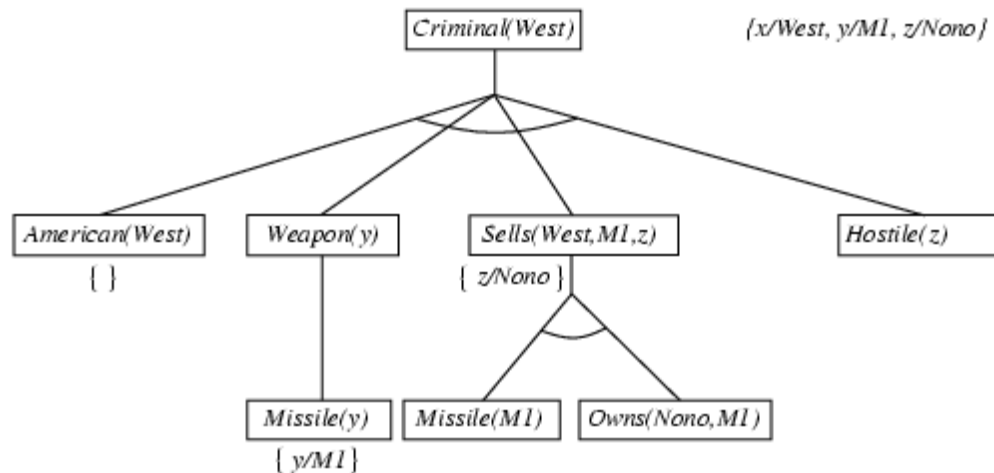 Criminal(West)
{x/West, y/M1, z/Nono}
American(West)
Weapon(y)
Sells(West,M1,z)
Hostile(z)
{ }
{ z/Nono }
Missile(y)
Missile(M1)
Owns(Nono,M1)
{ y/M1 }